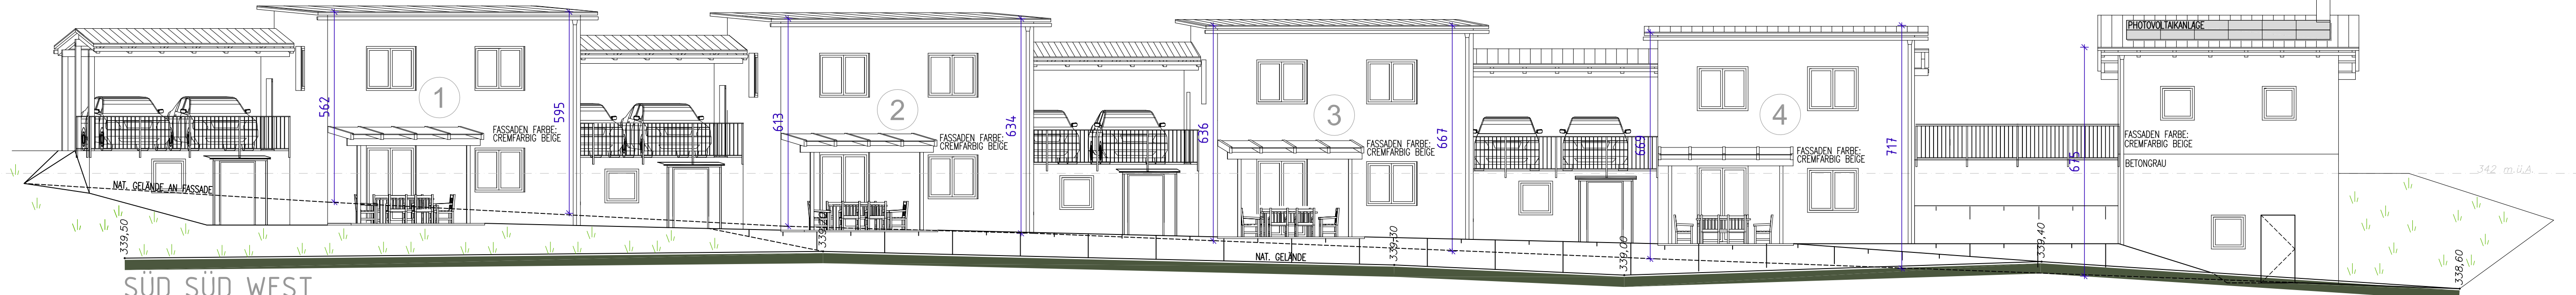 PHOTOVOLTAIKANLAGE
562
1
595
FASSADEN FARBE:
CREMFARBIG BEIGE
613
2
634
FASSADEN FARBE:
CREMFARBIG BEIGE
636
3
667
FASSADEN FARBE:
CREMFARBIG BEIGE
669
4
717
FASSADEN FARBE:
CREMFARBIG BEIGE
675
FASSADEN FARBE:
CREMFARBIG BEIGE
BETONGRAU
342 m.ü.A.
NAT. GELÄNDE AN FASSADE
339,50
339,30
339,00
339,40
338,60
NAT. GELÄNDE
SÜD SÜD WEST